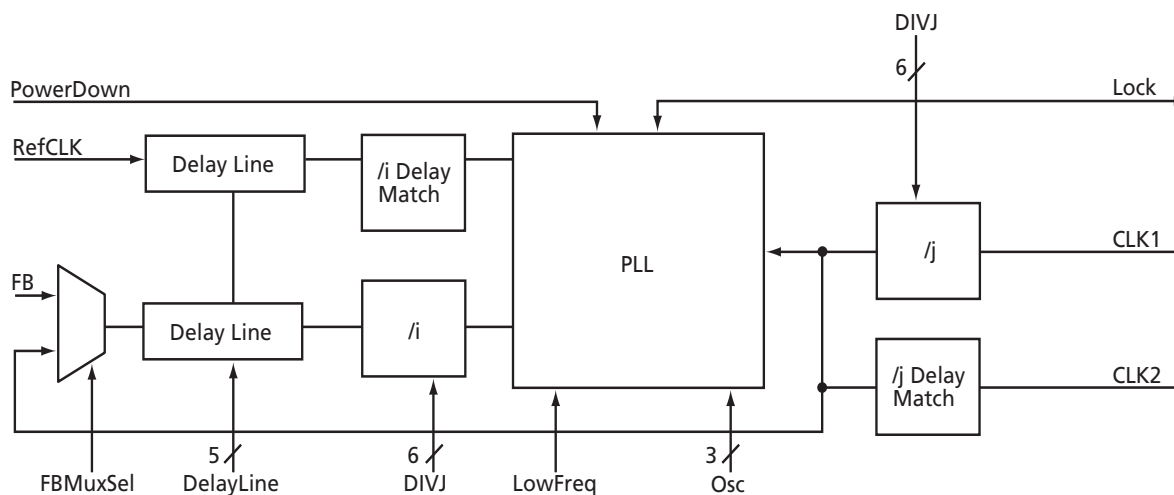 DIVJ
6
PowerDown
Lock
RefCLK
Delay Line
/i Delay
Match
PLL
/j
CLK1
FB
Delay Line
/i
/j Delay
Match
CLK2
5
6
3
FBMuxSel
DelayLine
DIVJ
LowFreq
Osc